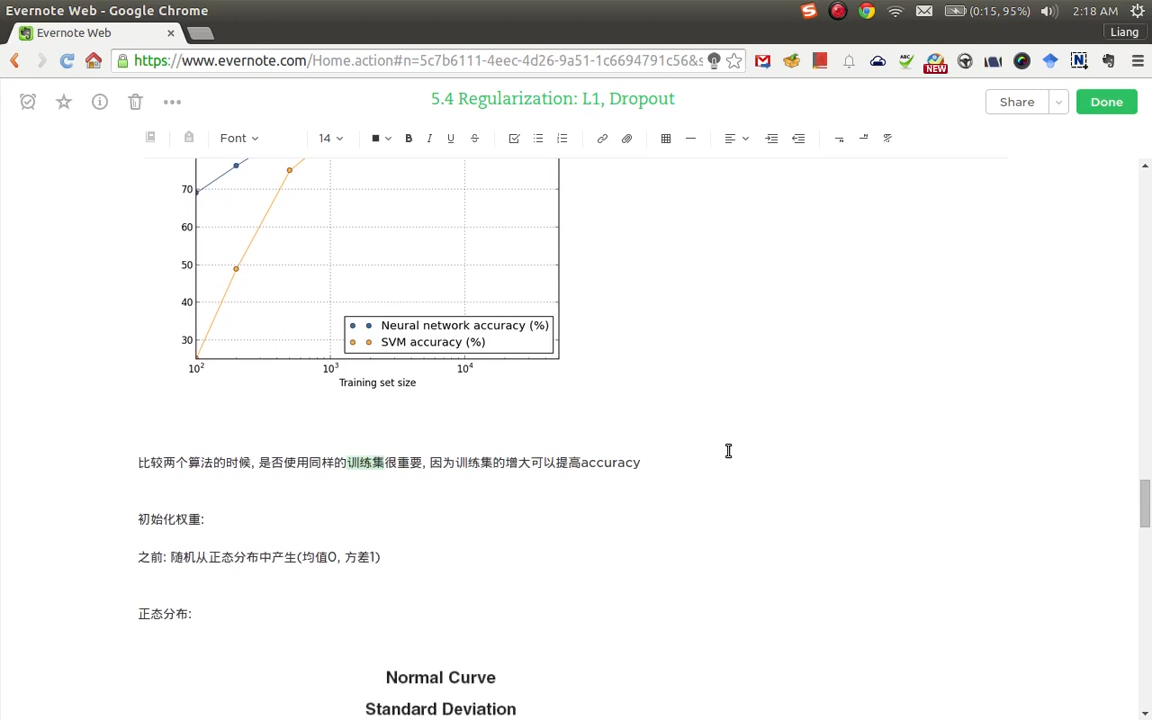 Evernote Web - Google Chrome
(0:15, 95%)
2:18 AM
Evernote Web
Liang
https://www.evernote.com/Home.action#n=5c7b6111-4eec-4d26-9a51-1c6694791c56&s
NEW
5.4 Regularization: L1, Dropout
Share
Done
Font
14
B
I
U
70
60
50
40
30
Neural network accuracy (%)
SVM accuracy (%)
10²
10³
10⁴
Training set size
比较两个算法的时候, 是否使用同样的训练集很重要, 因为训练集的增大可以提高accuracy
初始化权重:
之前: 随机从正态分布中产生(均值0, 方差1)
正态分布:
Normal Curve
Standard Deviation